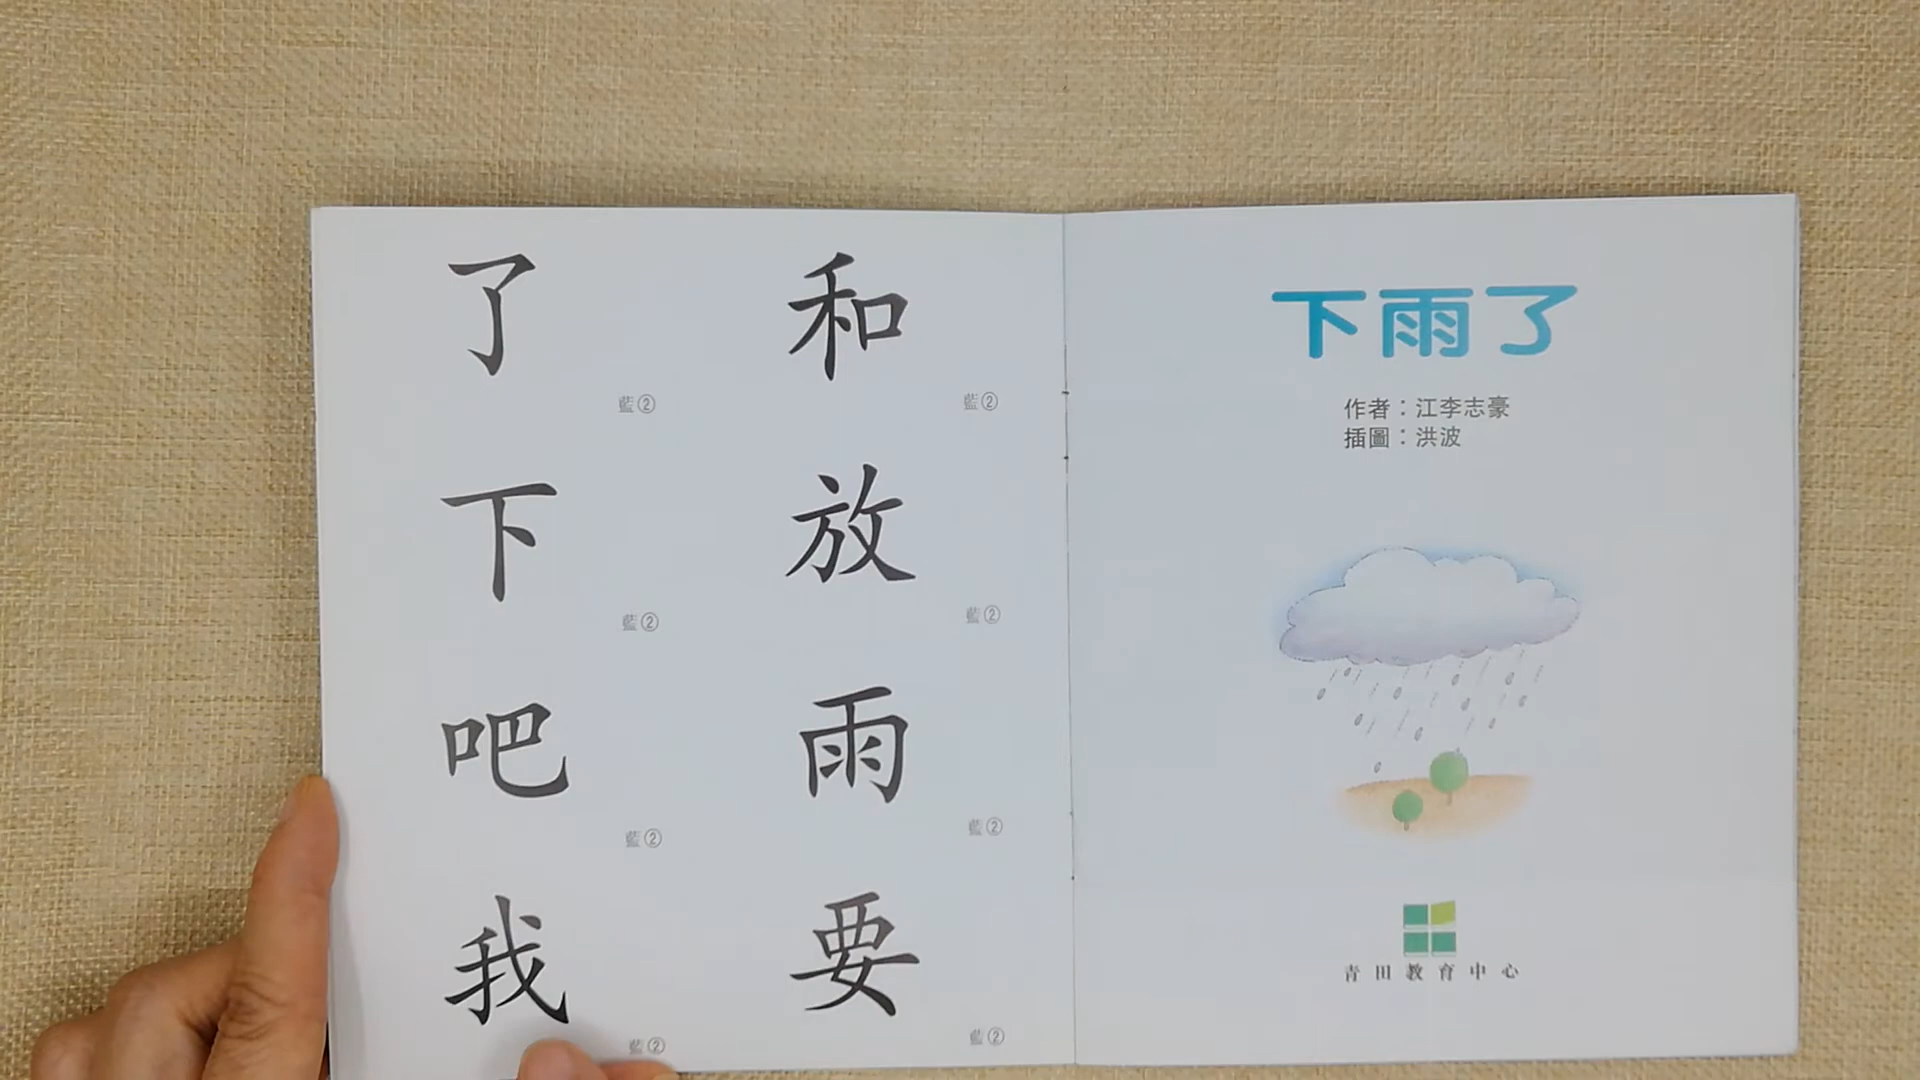 了 和
藍② 藍②
下 放
藍② 藍②
吧 雨
藍② 藍②
我 要
藍② 藍②
下雨了
作者：江李志豪
插圖：洪波
青田教育中心